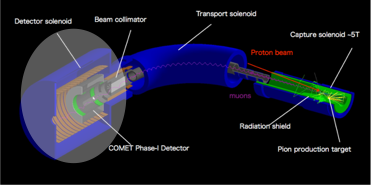 Detector solenoid
Beam collimator
Transport solenoid
Capture solenoid ~5T
Proton beam
muons
Radiation shield
COMET Phase-I Detector
Pion production target